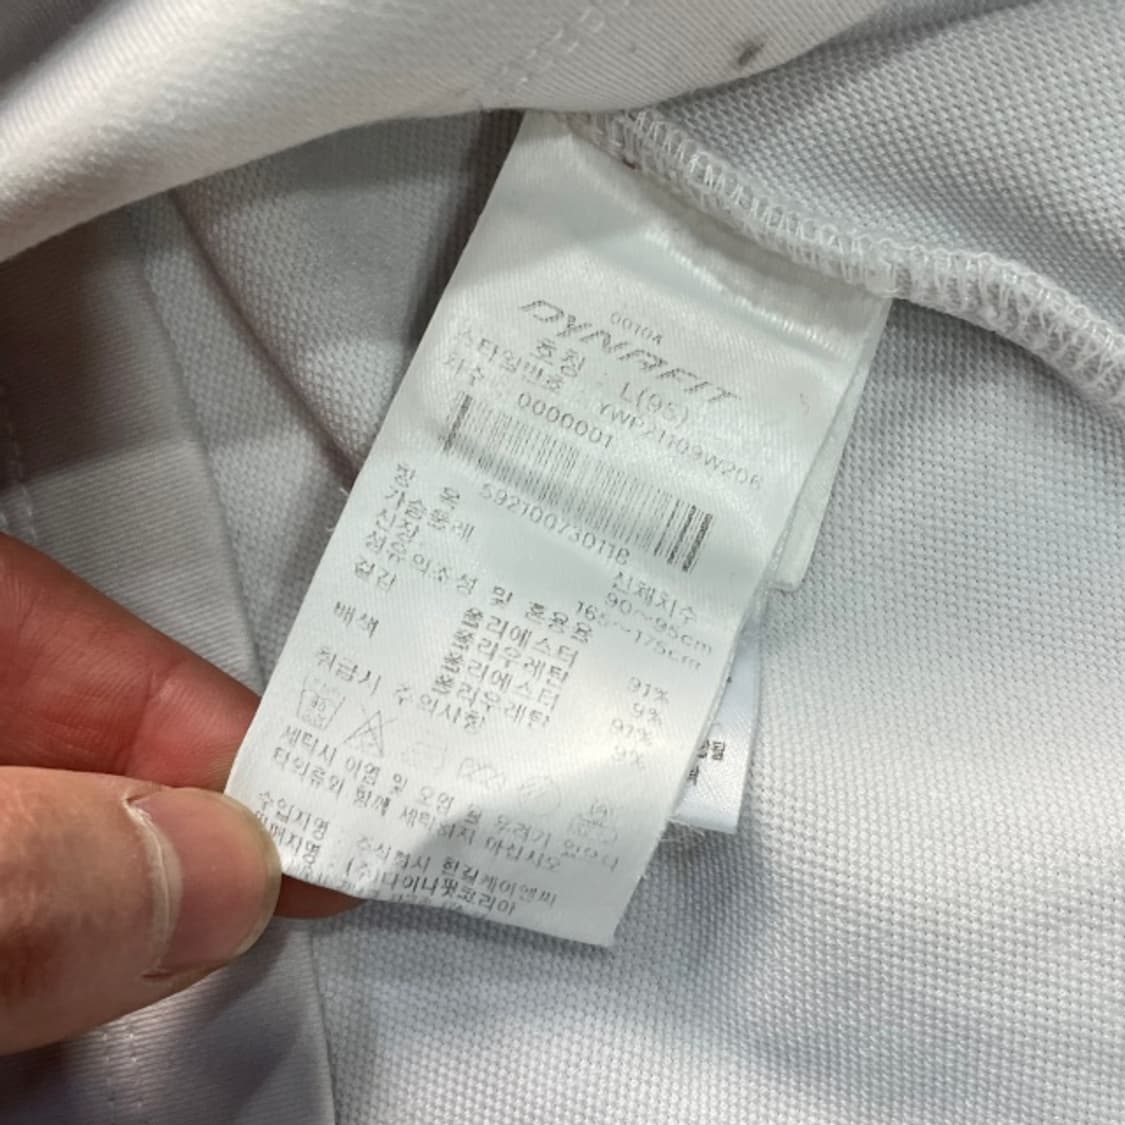 00104
DYNAFIT
호칭 : L(95)
스타일번호 : YWP21109W206
차수 : 0000001
592100730118
정 용 신체치수
가슴둘레 90~95cm
신장 165~175cm
섬유의조성 및 혼용율
겉감 폴리에스터 91%
폴리우레탄 9%
배색 폴리에스터 91%
폴리우레탄 9%
취급시 주의사항
세탁시 이염 및 오염 될 우려가 있으니
타의류와 함께 세탁하지 마십시오
수입자명 : 주식회사 한길케이앤씨
판매자명 : (주)다이나핏코리아